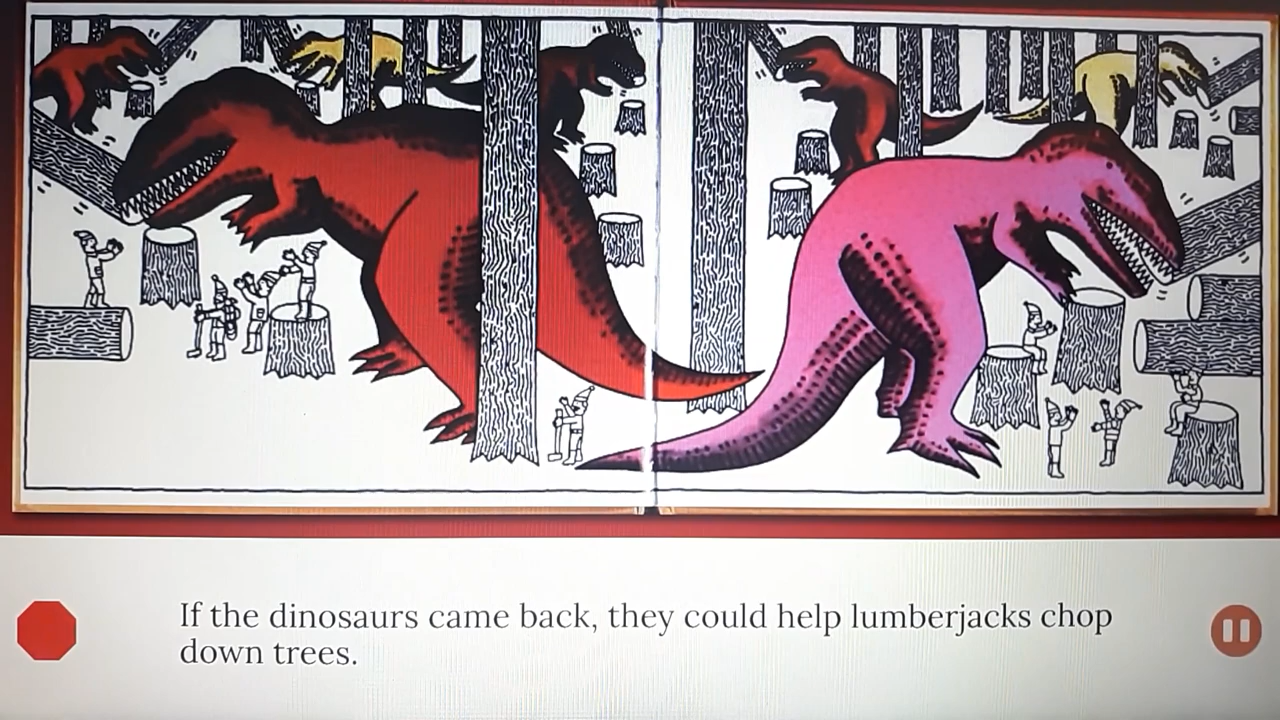 If the dinosaurs came back, they could help lumberjacks chop
down trees.